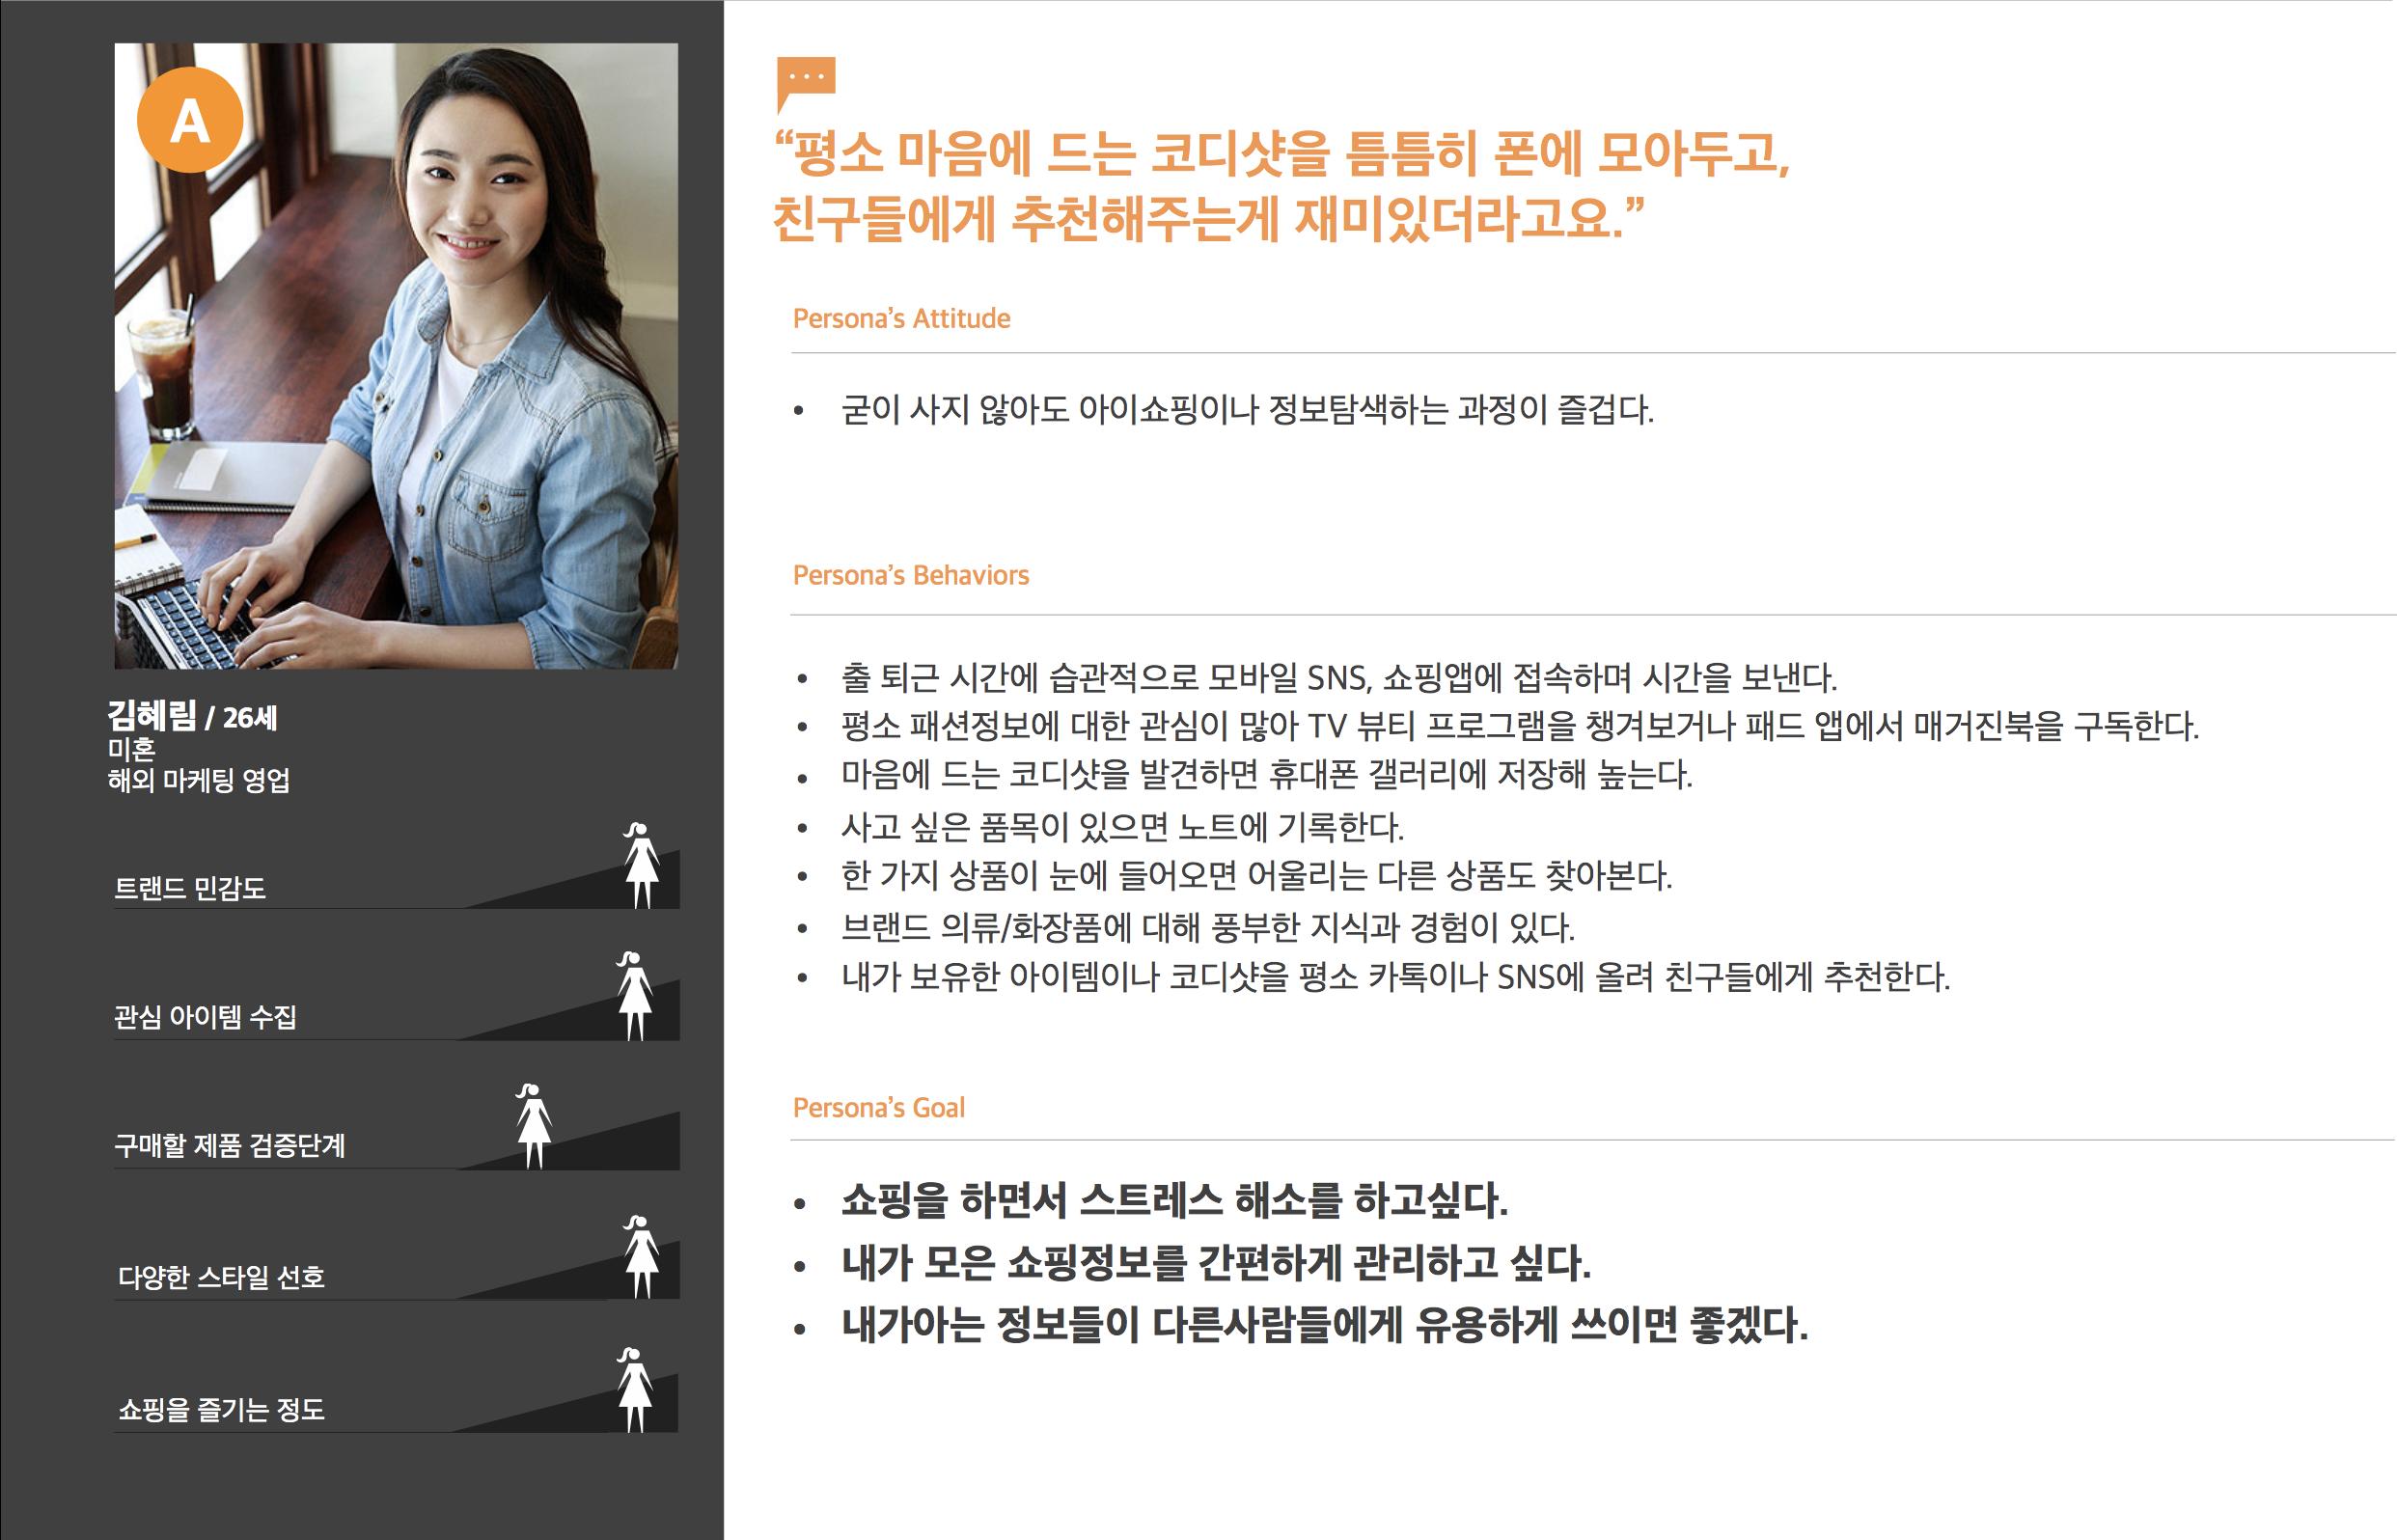 A
김혜림 / 26세
미혼
해외 마케팅 영업
트랜드 민감도
관심 아이템 수집
구매할 제품 검증단계
다양한 스타일 선호
쇼핑을 즐기는 정도
“평소 마음에 드는 코디샷을 틈틈히 폰에 모아두고,
친구들에게 추천해주는게 재미있더라고요.”
Persona’s Attitude
• 굳이 사지 않아도 아이쇼핑이나 정보탐색하는 과정이 즐겁다.
Persona’s Behaviors
• 출 퇴근 시간에 습관적으로 모바일 SNS, 쇼핑앱에 접속하며 시간을 보낸다.
• 평소 패션정보에 대한 관심이 많아 TV 뷰티 프로그램을 챙겨보거나 패드 앱에서 매거진북을 구독한다.
• 마음에 드는 코디샷을 발견하면 휴대폰 갤러리에 저장해 높는다.
• 사고 싶은 품목이 있으면 노트에 기록한다.
• 한 가지 상품이 눈에 들어오면 어울리는 다른 상품도 찾아본다.
• 브랜드 의류/화장품에 대해 풍부한 지식과 경험이 있다.
• 내가 보유한 아이템이나 코디샷을 평소 카톡이나 SNS에 올려 친구들에게 추천한다.
Persona’s Goal
• 쇼핑을 하면서 스트레스 해소를 하고싶다.
• 내가 모은 쇼핑정보를 간편하게 관리하고 싶다.
• 내가아는 정보들이 다른사람들에게 유용하게 쓰이면 좋겠다.